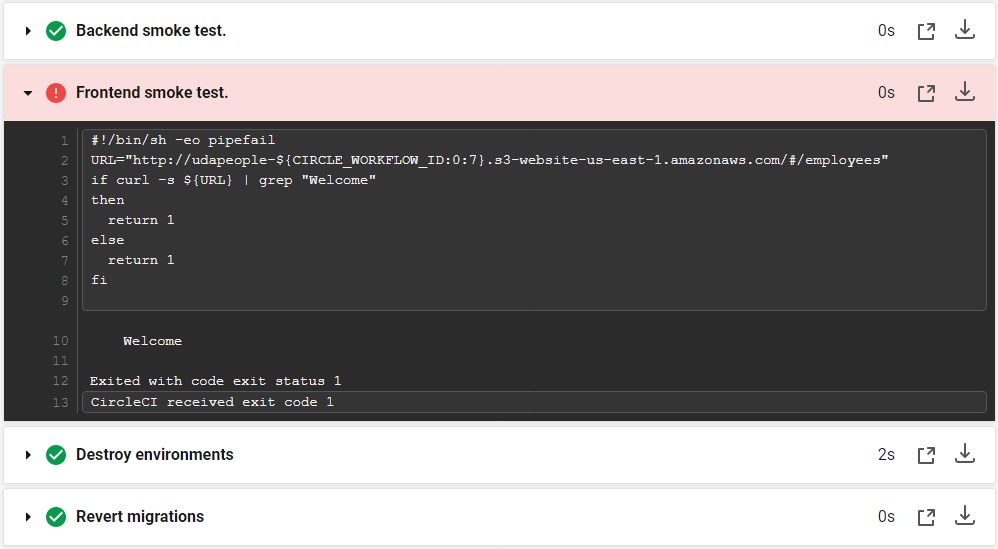 Backend smoke test. 0s
Frontend smoke test. 0s
1 #!/bin/sh -eo pipefail
2 URL="http://udapeople-${CIRCLE_WORKFLOW_ID:0:7}.s3-website-us-east-1.amazonaws.com/#/employees"
3 if curl -s ${URL} | grep "Welcome"
4 then
5   return 1
6 else
7   return 1
8 fi
9
10     Welcome
11
12 Exited with code exit status 1
13 CircleCI received exit code 1
Destroy environments 2s
Revert migrations 0s